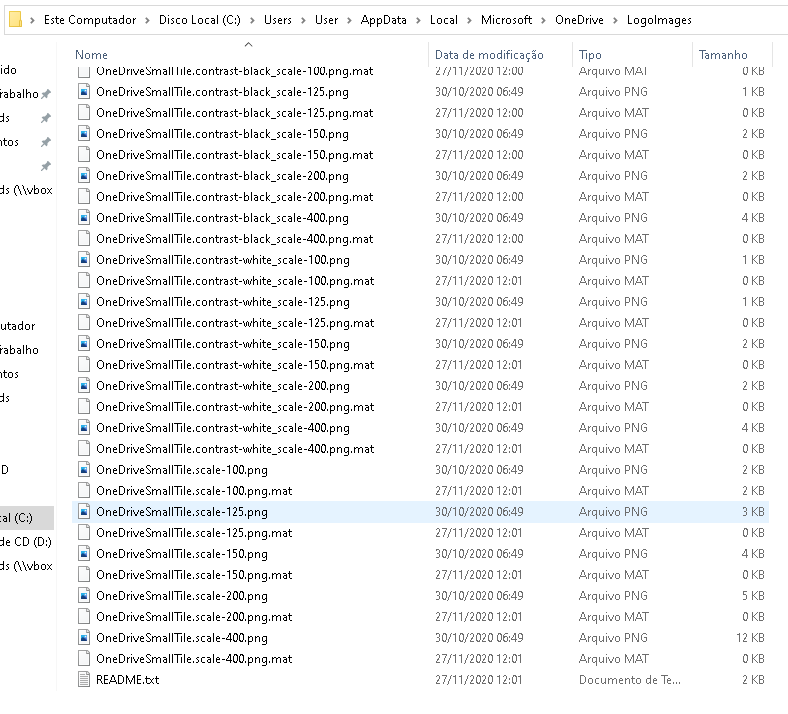 Este Computador > Disco Local (C:) > Users > User > AppData > Local > Microsoft > OneDrive > LogoImages
Nome Data de modificação Tipo Tamanho
OneDriveSmallTile.contrast-black_scale-100.png.mat 27/11/2020 12:00 Arquivo MAT 0 KB
ido
OneDriveSmallTile.contrast-black_scale-125.png 30/10/2020 06:49 Arquivo PNG 1 KB
rabalho
OneDriveSmallTile.contrast-black_scale-125.png.mat 27/11/2020 12:00 Arquivo MAT 0 KB
ds
OneDriveSmallTile.contrast-black_scale-150.png 30/10/2020 06:49 Arquivo PNG 2 KB
ntos
OneDriveSmallTile.contrast-black_scale-150.png.mat 27/11/2020 12:00 Arquivo MAT 0 KB
OneDriveSmallTile.contrast-black_scale-200.png 30/10/2020 06:49 Arquivo PNG 2 KB
ds (\\vbox
OneDriveSmallTile.contrast-black_scale-200.png.mat 27/11/2020 12:00 Arquivo MAT 0 KB
OneDriveSmallTile.contrast-black_scale-400.png 30/10/2020 06:49 Arquivo PNG 4 KB
OneDriveSmallTile.contrast-black_scale-400.png.mat 27/11/2020 12:00 Arquivo MAT 0 KB
OneDriveSmallTile.contrast-white_scale-100.png 30/10/2020 06:49 Arquivo PNG 1 KB
OneDriveSmallTile.contrast-white_scale-100.png.mat 27/11/2020 12:01 Arquivo MAT 0 KB
OneDriveSmallTile.contrast-white_scale-125.png 30/10/2020 06:49 Arquivo PNG 1 KB
OneDriveSmallTile.contrast-white_scale-125.png.mat 27/11/2020 12:01 Arquivo MAT 0 KB
utador
OneDriveSmallTile.contrast-white_scale-150.png 30/10/2020 06:49 Arquivo PNG 2 KB
rabalho
OneDriveSmallTile.contrast-white_scale-150.png.mat 27/11/2020 12:01 Arquivo MAT 0 KB
ntos
OneDriveSmallTile.contrast-white_scale-200.png 30/10/2020 06:49 Arquivo PNG 2 KB
ds
OneDriveSmallTile.contrast-white_scale-200.png.mat 27/11/2020 12:01 Arquivo MAT 0 KB
OneDriveSmallTile.contrast-white_scale-400.png 30/10/2020 06:49 Arquivo PNG 4 KB
OneDriveSmallTile.contrast-white_scale-400.png.mat 27/11/2020 12:01 Arquivo MAT 0 KB
OneDriveSmallTile.scale-100.png 30/10/2020 06:49 Arquivo PNG 2 KB
D
OneDriveSmallTile.scale-100.png.mat 27/11/2020 12:01 Arquivo MAT 2 KB
OneDriveSmallTile.scale-125.png 30/10/2020 06:49 Arquivo PNG 3 KB
cal (C:)
OneDriveSmallTile.scale-125.png.mat 27/11/2020 12:01 Arquivo MAT 0 KB
de CD (D:)
OneDriveSmallTile.scale-150.png 30/10/2020 06:49 Arquivo PNG 4 KB
ds (\\vbox
OneDriveSmallTile.scale-150.png.mat 27/11/2020 12:01 Arquivo MAT 0 KB
OneDriveSmallTile.scale-200.png 30/10/2020 06:49 Arquivo PNG 5 KB
OneDriveSmallTile.scale-200.png.mat 27/11/2020 12:01 Arquivo MAT 0 KB
OneDriveSmallTile.scale-400.png 30/10/2020 06:49 Arquivo PNG 12 KB
OneDriveSmallTile.scale-400.png.mat 27/11/2020 12:01 Arquivo MAT 0 KB
README.txt 27/11/2020 12:01 Documento de Te... 2 KB